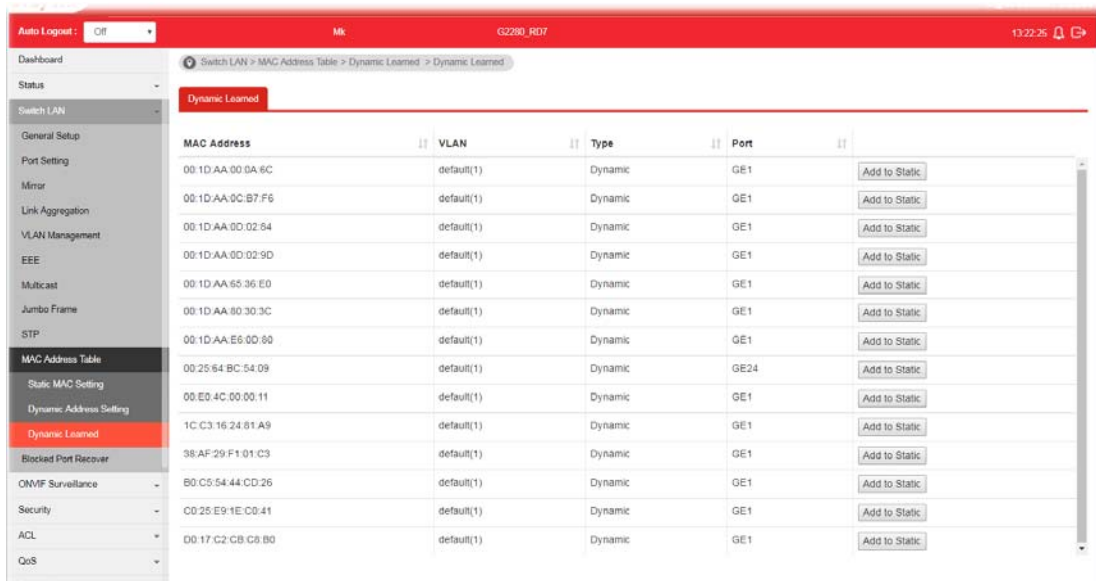 Auto Logout : Off Mk G2280_RD7 13:22:25
Dashboard
Status
Switch LAN
General Setup
Port Setting
Mirror
Link Aggregation
VLAN Management
EEE
Multicast
Jumbo Frame
STP
MAC Address Table
Static MAC Setting
Dynamic Address Setting
Dynamic Learned
Blocked Port Recover
ONVIF Surveillance
Security
ACL
QoS
Switch LAN > MAC Address Table > Dynamic Learned > Dynamic Learned
Dynamic Learned
MAC Address VLAN Type Port
00:1D:AA:00:0A:6C default(1) Dynamic GE1 Add to Static
00:1D:AA:0C:B7:F6 default(1) Dynamic GE1 Add to Static
00:1D:AA:0D:02:84 default(1) Dynamic GE1 Add to Static
00:1D:AA:0D:02:9D default(1) Dynamic GE1 Add to Static
00:1D:AA:65:36:E0 default(1) Dynamic GE1 Add to Static
00:1D:AA:80:30:3C default(1) Dynamic GE1 Add to Static
00:1D:AA:E6:0D:80 default(1) Dynamic GE1 Add to Static
00:25:64:BC:54:09 default(1) Dynamic GE24 Add to Static
00:E0:4C:00:00:11 default(1) Dynamic GE1 Add to Static
1C:C3:16:24:81:A9 default(1) Dynamic GE1 Add to Static
38:AF:29:F1:01:C3 default(1) Dynamic GE1 Add to Static
B0:C5:54:44:CD:26 default(1) Dynamic GE1 Add to Static
C0:25:E9:1E:C0:41 default(1) Dynamic GE1 Add to Static
D0:17:C2:CB:C8:B0 default(1) Dynamic GE1 Add to Static